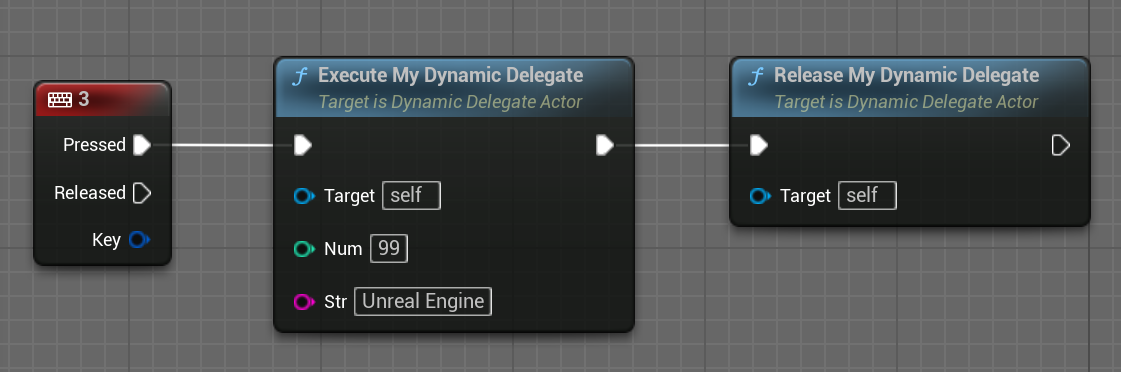 3
Pressed
Released
Key
Execute My Dynamic Delegate
Target is Dynamic Delegate Actor
Target self
Num 99
Str Unreal Engine
Release My Dynamic Delegate
Target is Dynamic Delegate Actor
Target self